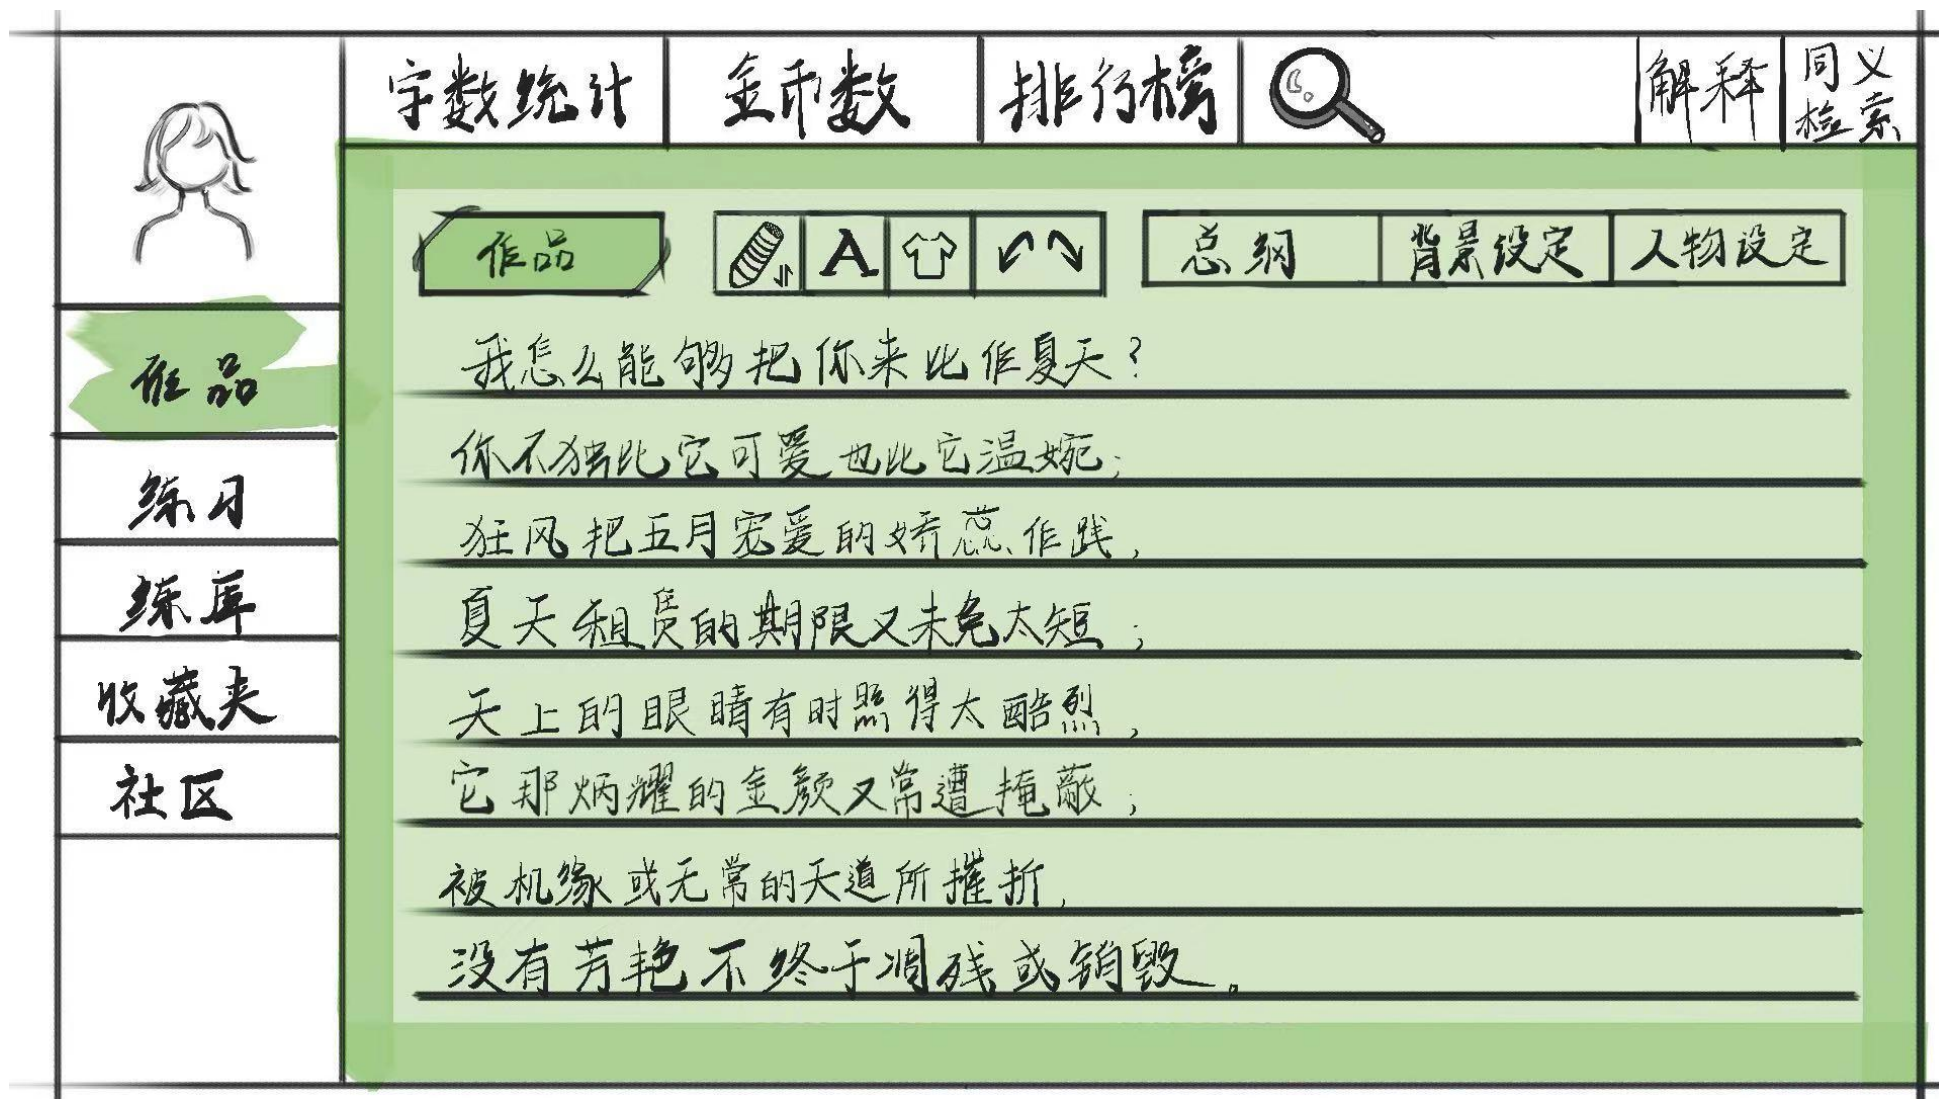 字数统计 金币数 排行榜 解释 同义检索
作品 A 总纲 背景设定 人物设定
作品
练习
练库
收藏夹
社区
我怎么能够把你来比作夏天?
你不独比它可爱也比它温婉;
狂风把五月宠爱的娇蕊作践,
夏天租赁的期限又未免太短;
天上的眼睛有时照得太酷烈,
它那炳耀的金颜又常遭掩蔽;
被机缘或无常的天道所摧折,
没有芳艳不终于凋残或销毁。